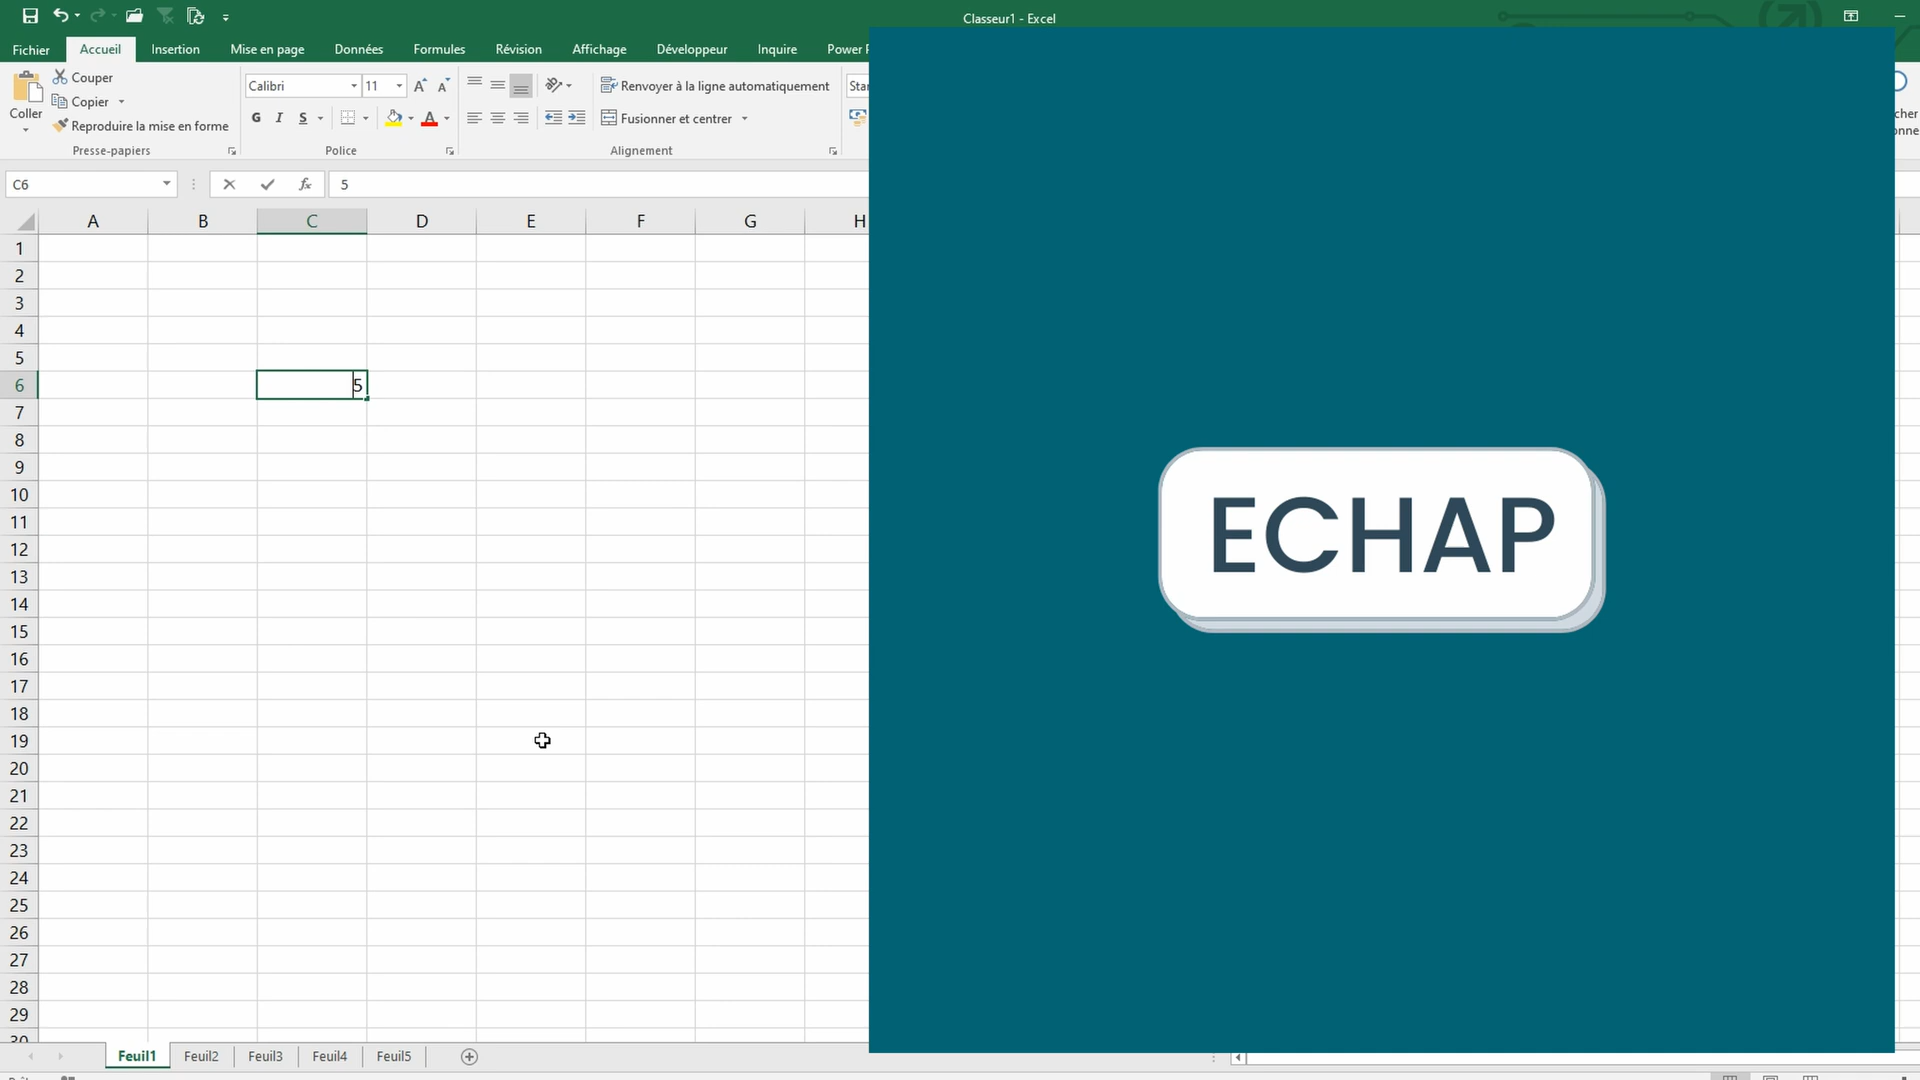 Classeur1 - Excel
Fichier Accueil Insertion Mise en page Données Formules Révision Affichage Développeur Inquire Power
Coller
Couper
Copier
Reproduire la mise en forme
Presse-papiers
Calibri 11
G I S
Police
Renvoyer à la ligne automatiquement
Fusionner et centrer
Alignement
C6 fx 5
A B C D E F G H
1
2
3
4
5
6 5
7
8
9
10
11
12
13
14
15
16
17
18
19
20
21
22
23
24
25
26
27
28
29
30
ECHAP
Feuil1 Feuil2 Feuil3 Feuil4 Feuil5